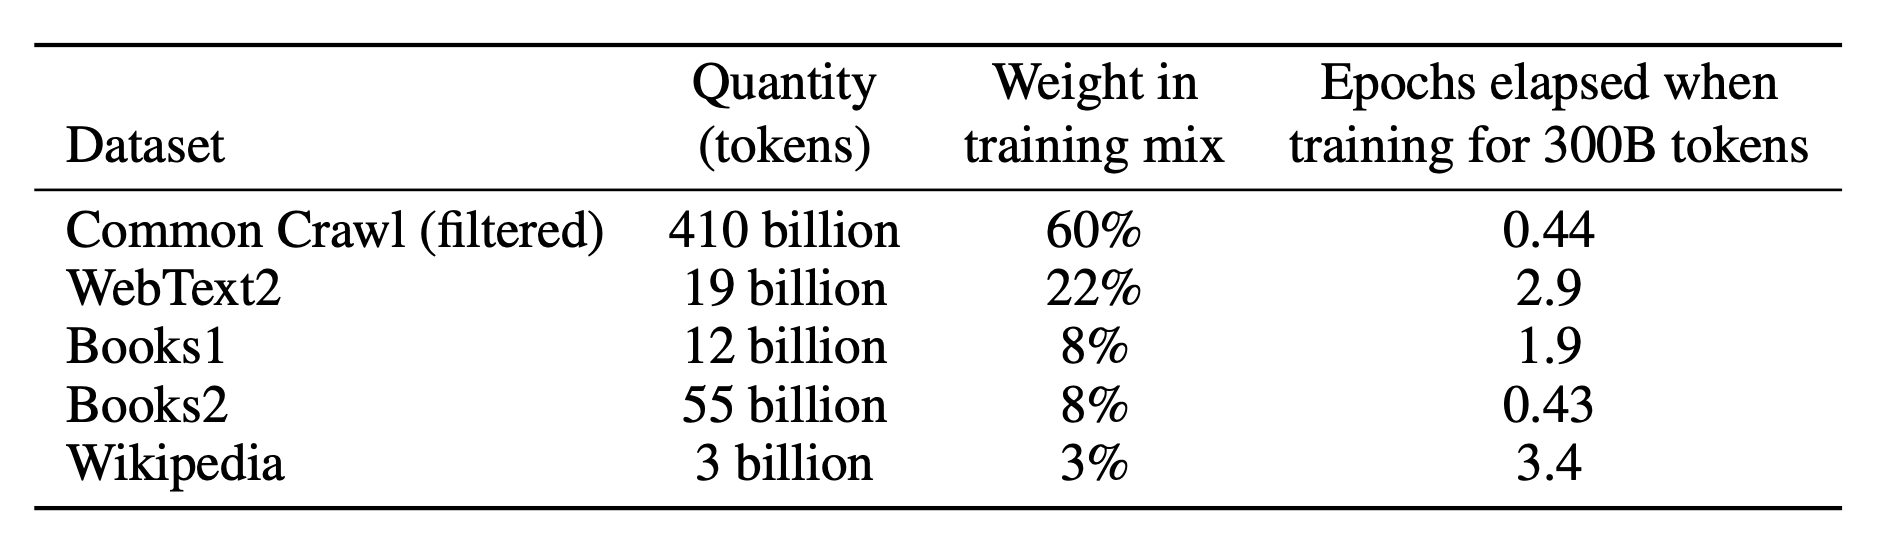 Dataset Quantity (tokens) Weight in training mix Epochs elapsed when training for 300B tokens
Common Crawl (filtered) 410 billion 60% 0.44
WebText2 19 billion 22% 2.9
Books1 12 billion 8% 1.9
Books2 55 billion 8% 0.43
Wikipedia 3 billion 3% 3.4